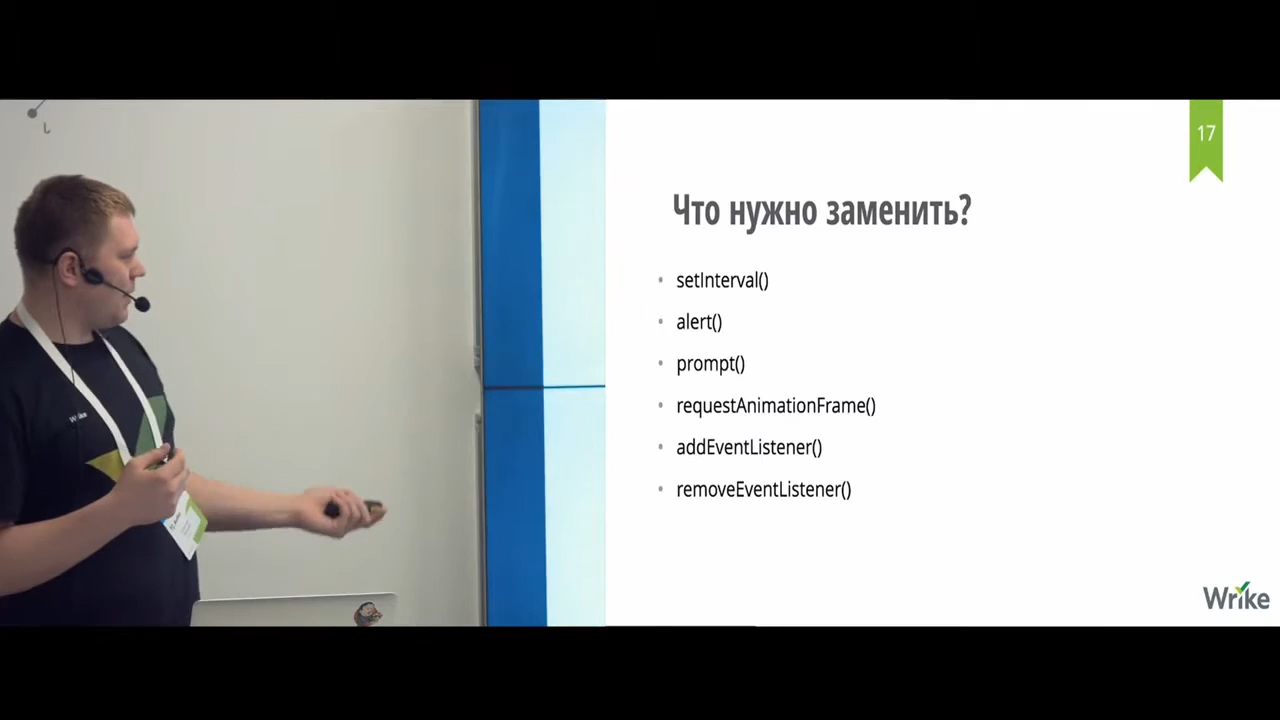 17
Что нужно заменить?
setInterval()
alert()
prompt()
requestAnimationFrame()
addEventListener()
removeEventListener()
Wrike